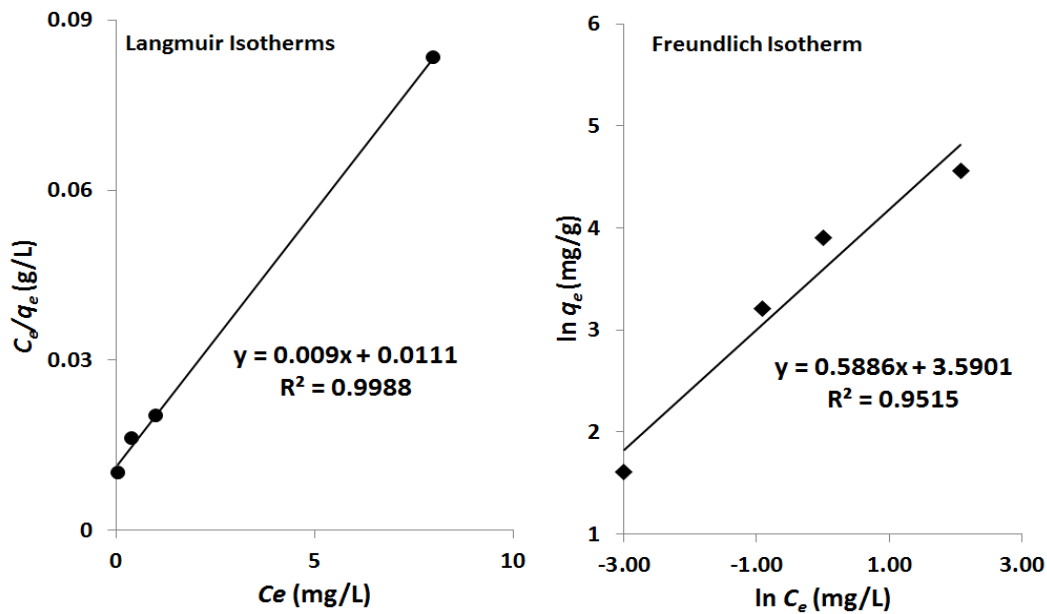 Langmuir Isotherms
0.09
0.06
0.03
0
C_e/q_e (g/L)
y = 0.009x + 0.0111
R² = 0.9988
0
5
10
Ce (mg/L)
Freundlich Isotherm
6
5
4
3
2
1
ln q_e (mg/g)
y = 0.5886x + 3.5901
R² = 0.9515
-3.00
-1.00
1.00
3.00
ln C_e (mg/L)